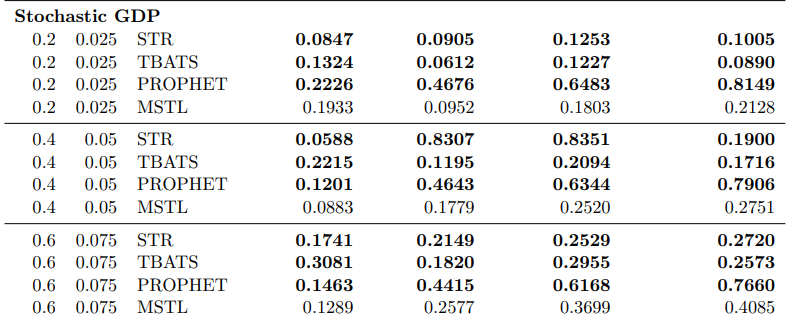 Stochastic GDP
0.2 0.025 STR 0.0847 0.0905 0.1253 0.1005
0.2 0.025 TBATS 0.1324 0.0612 0.1227 0.0890
0.2 0.025 PROPHET 0.2226 0.4676 0.6483 0.8149
0.2 0.025 MSTL 0.1933 0.0952 0.1803 0.2128
0.4 0.05 STR 0.0588 0.8307 0.8351 0.1900
0.4 0.05 TBATS 0.2215 0.1195 0.2094 0.1716
0.4 0.05 PROPHET 0.1201 0.4643 0.6344 0.7906
0.4 0.05 MSTL 0.0883 0.1779 0.2520 0.2751
0.6 0.075 STR 0.1741 0.2149 0.2529 0.2720
0.6 0.075 TBATS 0.3081 0.1820 0.2955 0.2573
0.6 0.075 PROPHET 0.1463 0.4415 0.6168 0.7660
0.6 0.075 MSTL 0.1289 0.2577 0.3699 0.4085